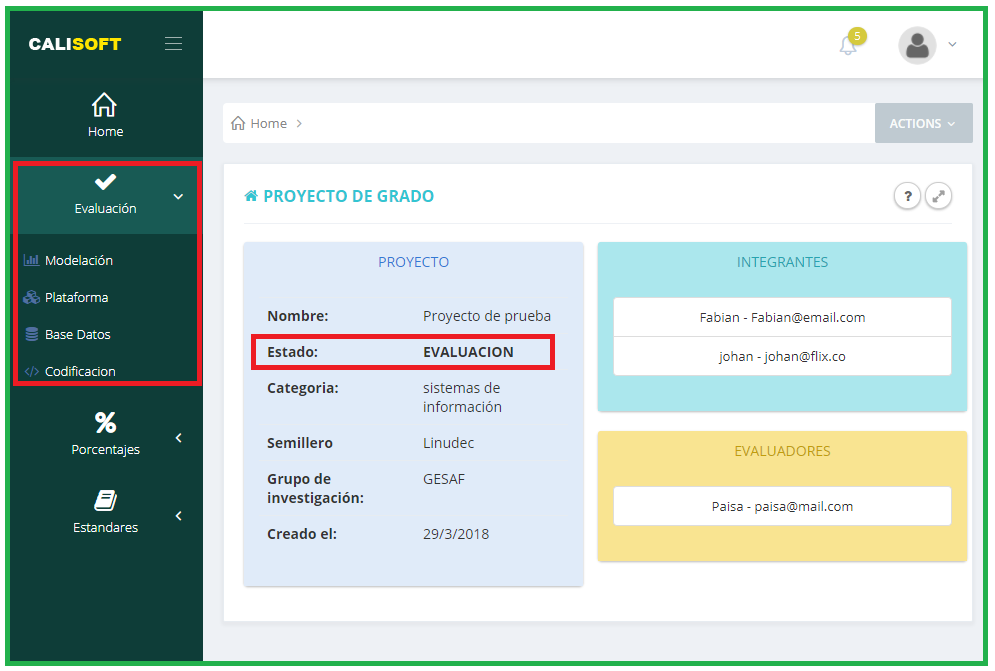 CALISOFT
5
Home
Home
ACTIONS
Evaluación
Modelación
Plataforma
Base Datos
Codificacion
Porcentajes
Estandares
PROYECTO DE GRADO
?
PROYECTO
Nombre: Proyecto de prueba
Estado: EVALUACION
Categoria: sistemas de
información
Semillero Linudec
Grupo de GESAF
investigación:
Creado el: 29/3/2018
INTEGRANTES
Fabian - Fabian@email.com
johan - johan@flix.co
EVALUADORES
Paisa - paisa@mail.com